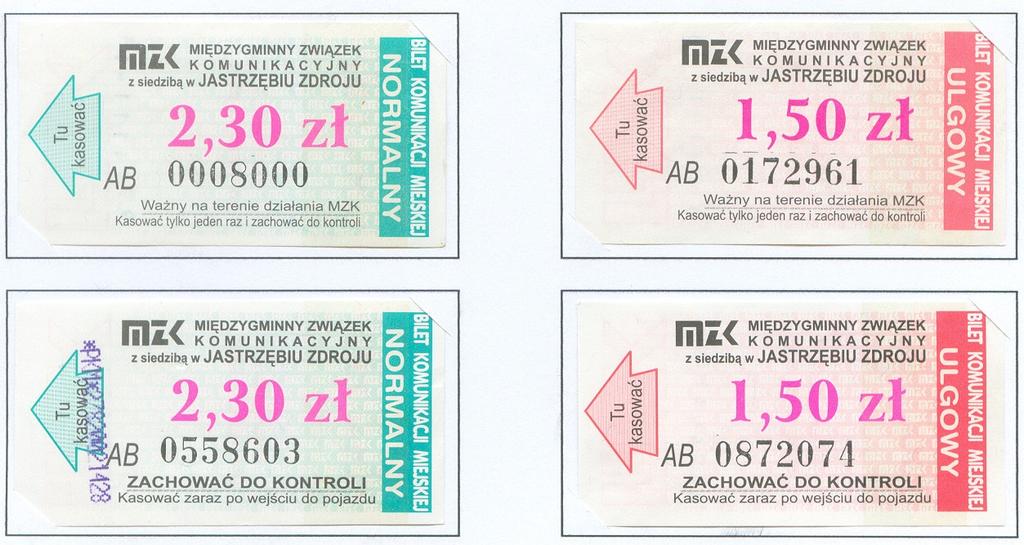 MZK MIĘDZYGMINNY ZWIĄZEK
KOMUNIKACYJNY
z siedzibą w JASTRZĘBIU ZDROJU
Tu kasować
2,30 zł
AB 0008000
Ważny na terenie działania MZK
Kasować tylko jeden raz i zachować do kontroli
NORMALNY
BILET KOMUNIKACJI MIEJSKIEJ
MZK MIĘDZYGMINNY ZWIĄZEK
KOMUNIKACYJNY
z siedzibą w JASTRZĘBIU ZDROJU
Tu kasować
1,50 zł
AB 0172961
Ważny na terenie działania MZK
Kasować tylko jeden raz i zachować do kontroli
ULGOWY
BILET KOMUNIKACJI MIEJSKIEJ
MZK MIĘDZYGMINNY ZWIĄZEK
KOMUNIKACYJNY
z siedzibą w JASTRZĘBIU ZDROJU
Tu kasować
2,30 zł
AB 0558603
ZACHOWAĆ DO KONTROLI
Kasować zaraz po wejściu do pojazdu
NORMALNY
BILET KOMUNIKACJI MIEJSKIEJ
MZK MIĘDZYGMINNY ZWIĄZEK
KOMUNIKACYJNY
z siedzibą w JASTRZĘBIU ZDROJU
Tu kasować
1,50 zł
AB 0872074
ZACHOWAĆ DO KONTROLI
Kasować zaraz po wejściu do pojazdu
ULGOWY
BILET KOMUNIKACJI MIEJSKIEJ